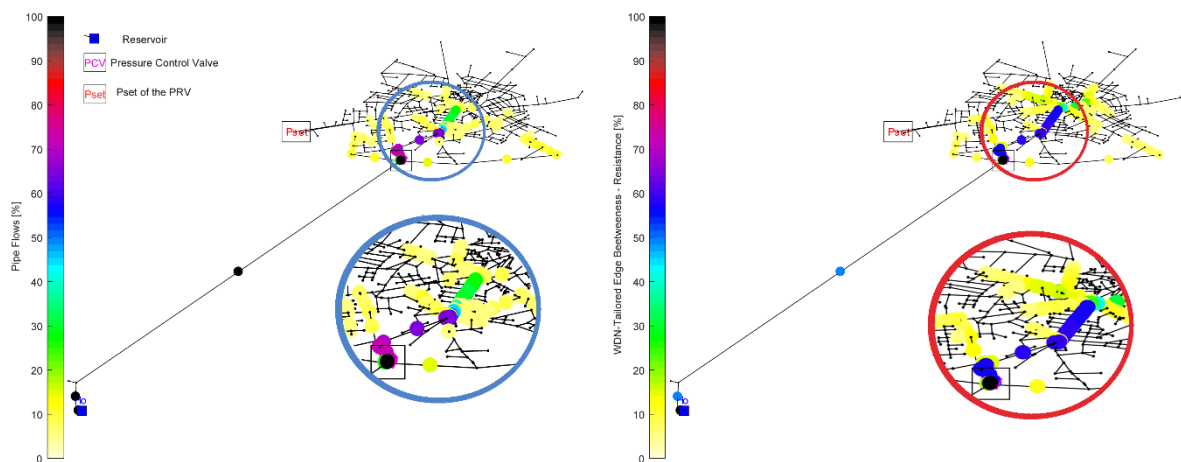 100
90
80
70
60
50
40
30
20
10
0
Pipe Flows [%]
Reservoir
PCV Pressure Control Valve
Pset Pset of the PRV
Pset
Io
100
90
80
70
60
50
40
30
20
10
0
WDN-Tailored Edge Beetweeness - Resistance [%]
Pset